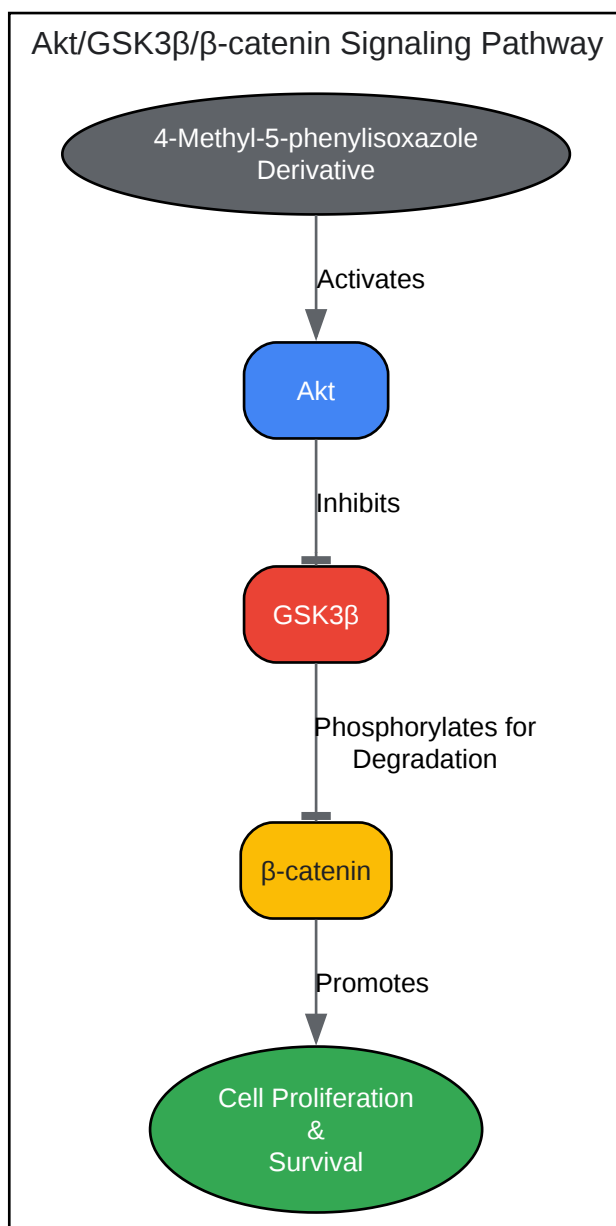 Akt/GSK3β/β-catenin Signaling Pathway
4-Methyl-5-phenylisoxazole
Derivative
Activates
Akt
Inhibits
GSK3β
Phosphorylates for
Degradation
β-catenin
Promotes
Cell Proliferation
&
Survival